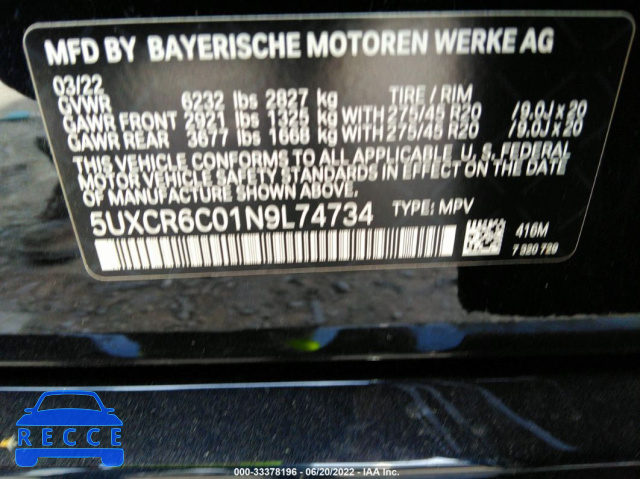 MFD BY BAYERISCHE MOTOREN WERKE AG
03/22 TIRE / RIM
GVWR 6232 lbs 2827 kg
GAWR FRONT 2921 lbs 1325 kg WITH 275/45 R20 /9.0J x 20
GAWR REAR 3677 lbs 1668 kg WITH 275/45 R20 /9.0J x 20
THIS VEHICLE CONFORMS TO ALL APPLICABLE U.S. FEDERAL
MOTOR VEHICLE SAFETY STANDARDS IN EFFECT ON THE DATE
OF MANUFACTURE SHOWN ABOVE.
5UXCR6C01N9L74734 TYPE: MPV
416M
7 320 739
RECCE
000-33378196 - 06/20/2022 - IAA Inc.